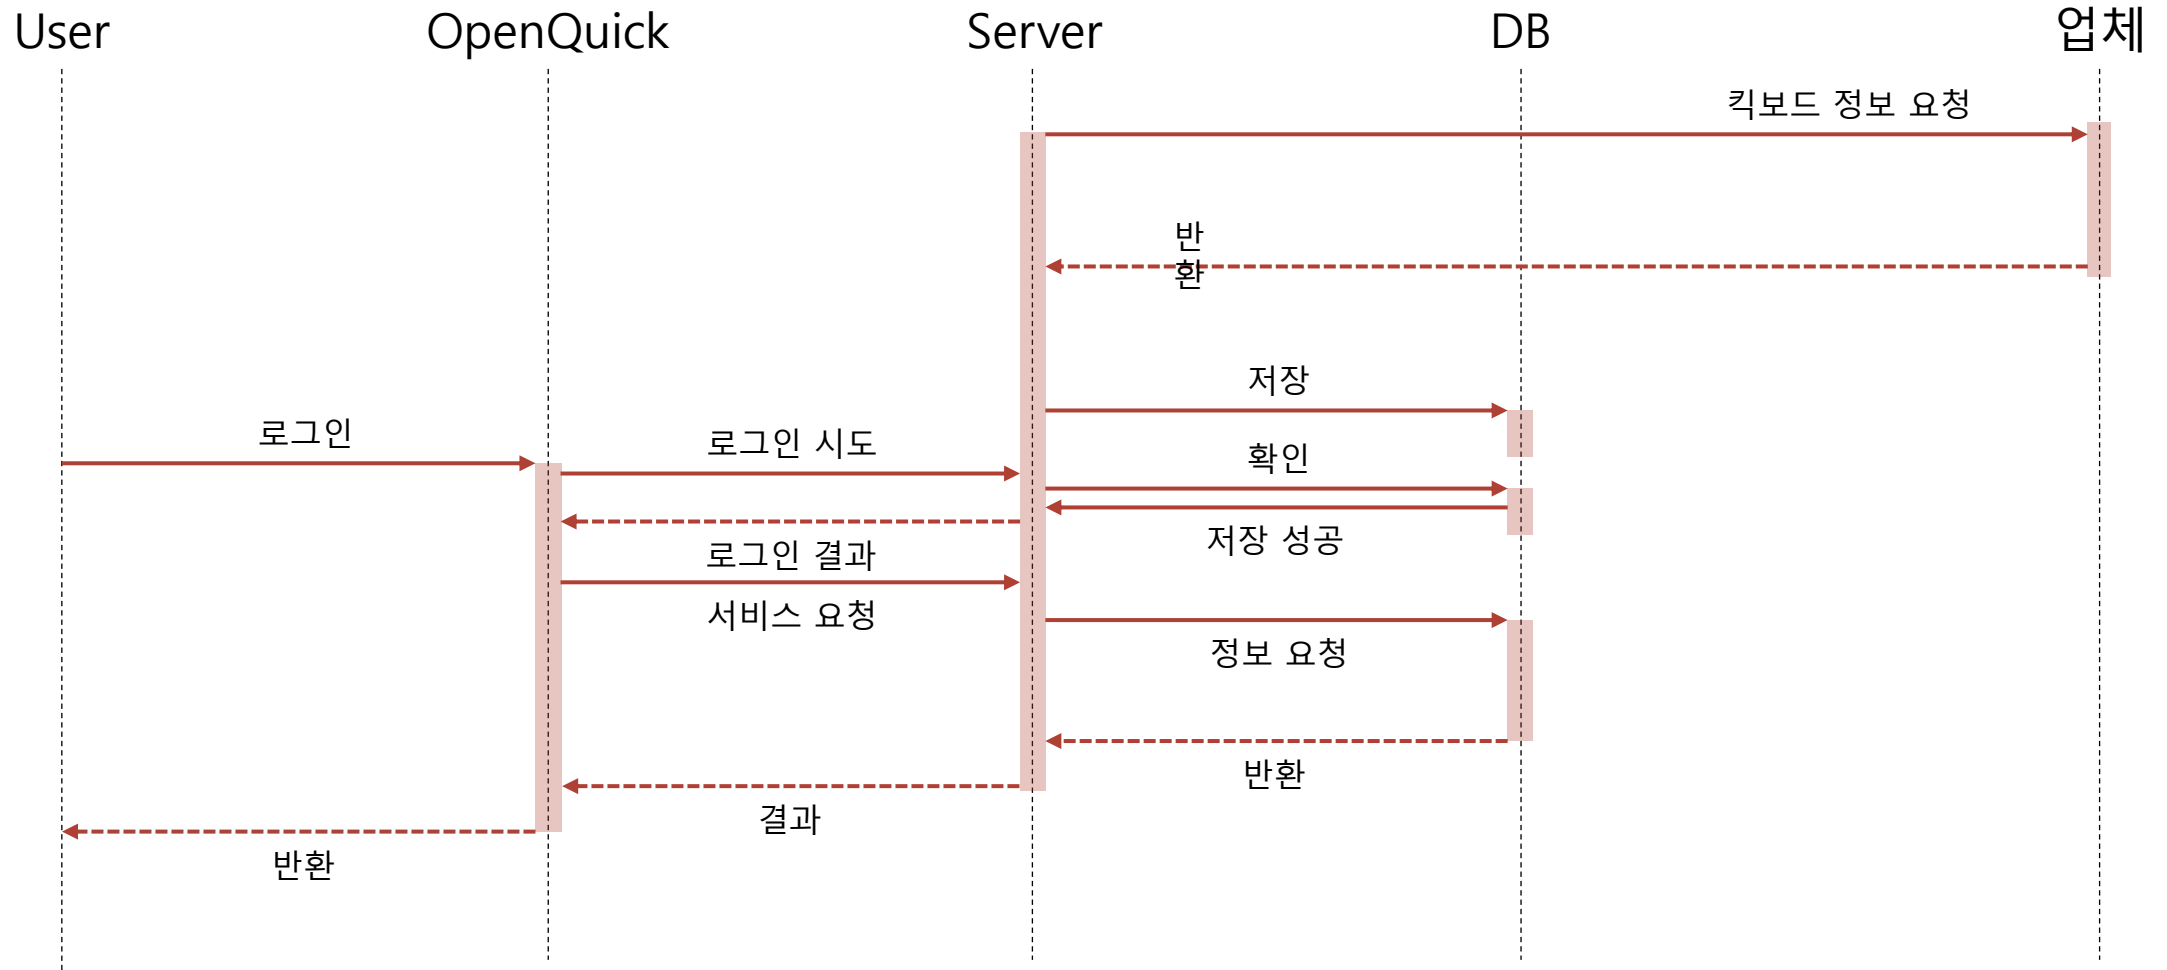 User
OpenQuick
Server
DB
업체
킥보드 정보 요청
반
환
저장
로그인
로그인 시도
확인
저장 성공
로그인 결과
서비스 요청
정보 요청
반환
결과
반환